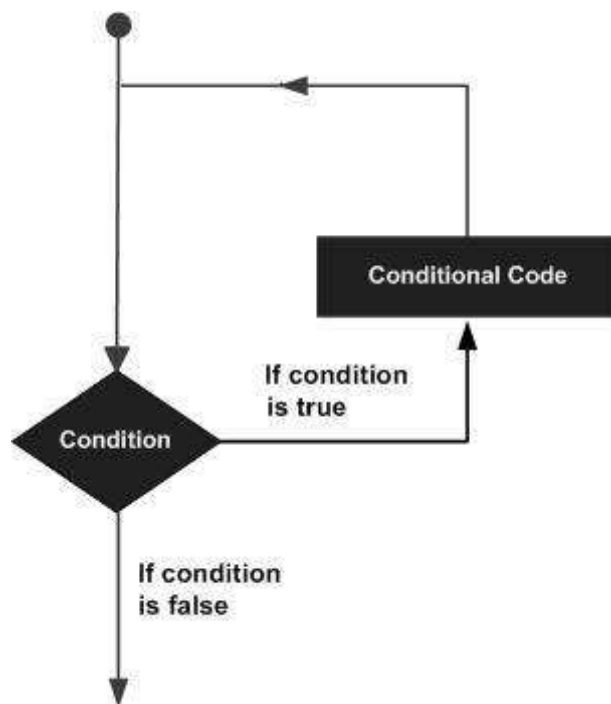 Conditional Code
If condition
is true
Condition
If condition
is false